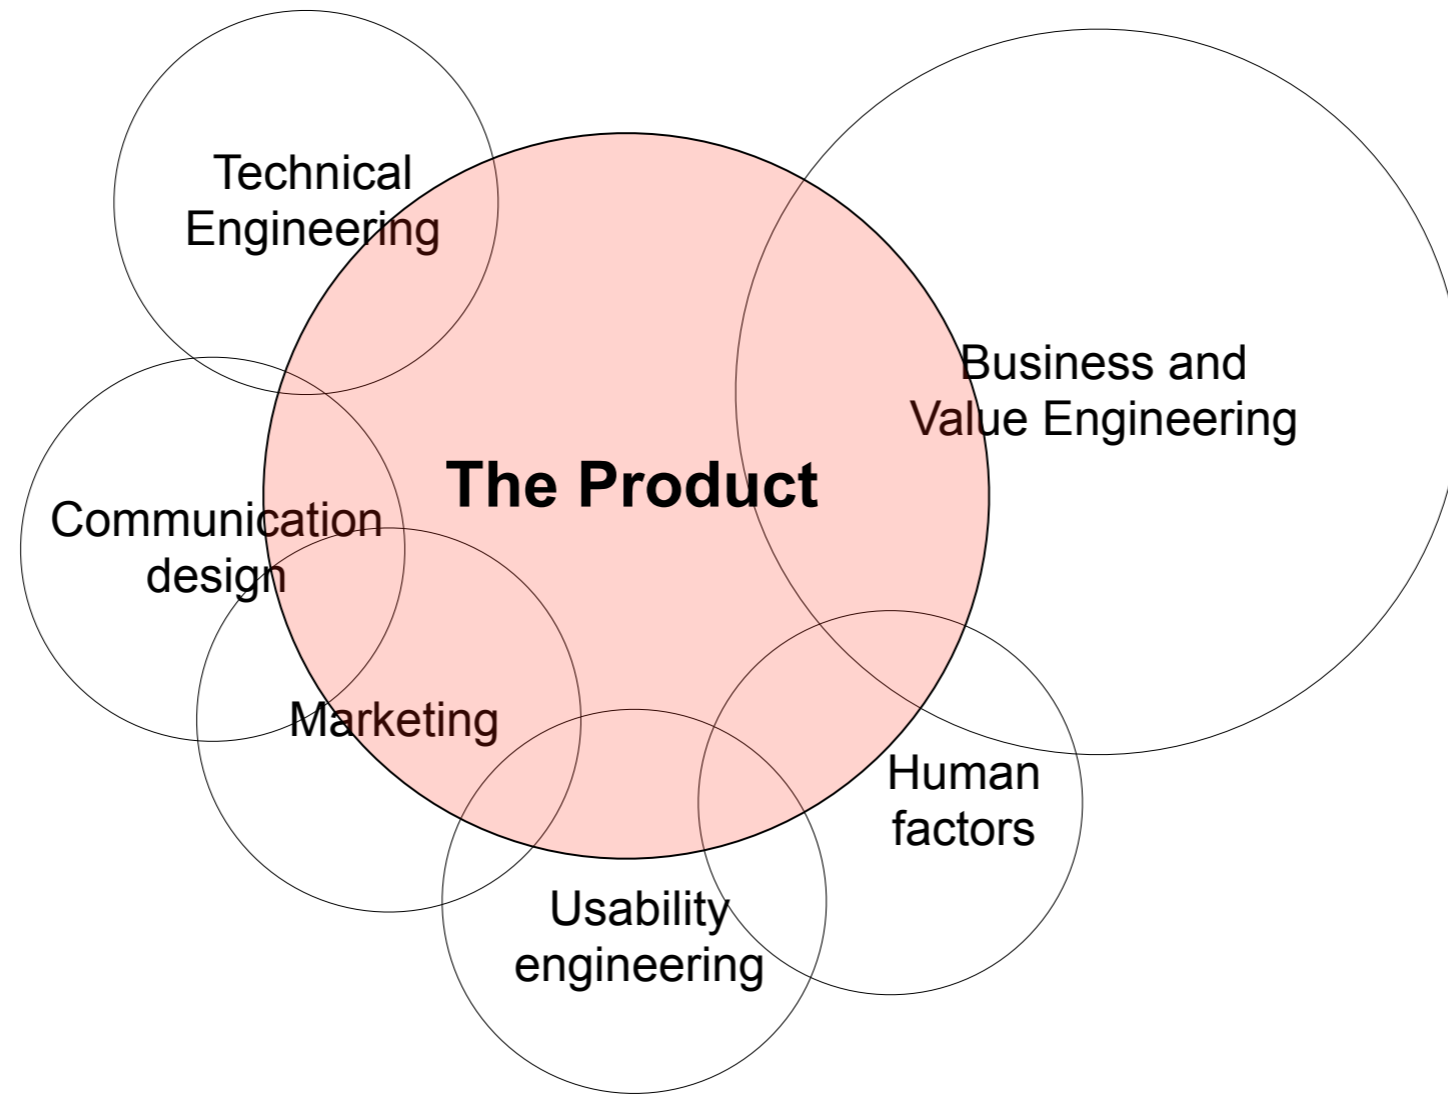 Technical
Engineering
Business and
Value Engineering
The Product
Communication
design
Marketing
Human
factors
Usability
engineering